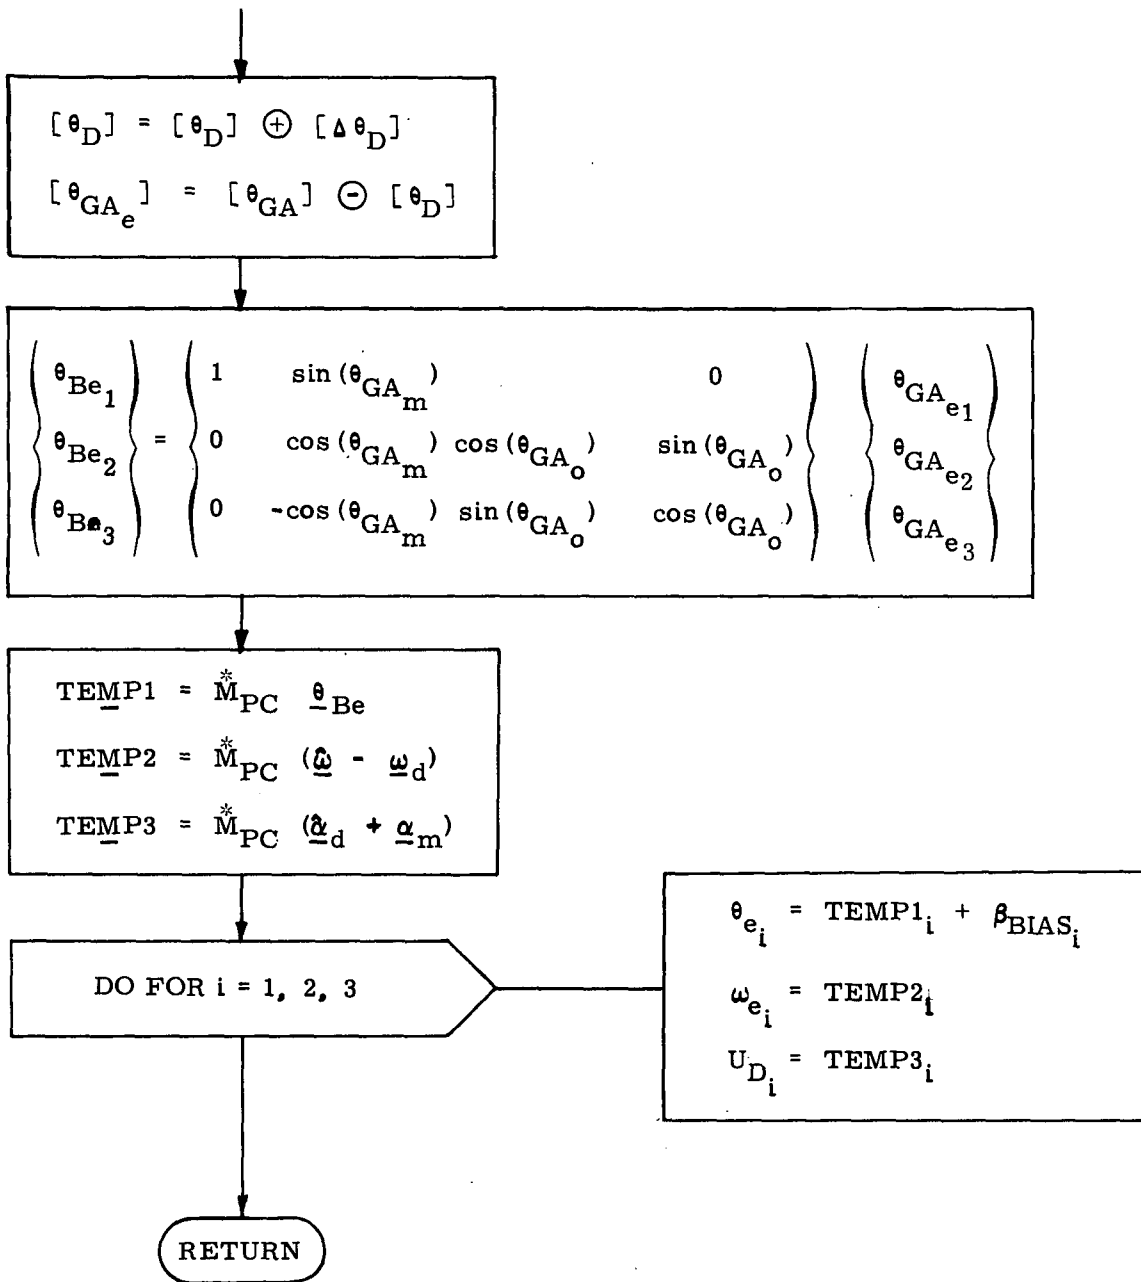 [θ_D] = [θ_D] ⊕ [Δ θ_D]
[θ_GA_e] = [θ_GA] ⊖ [θ_D]
θ_Be_1 = 1 sin (θ_GA_m) 0 θ_GA_e1
θ_Be_2 0 cos (θ_GA_m) cos (θ_GA_o) sin (θ_GA_o) θ_GA_e2
θ_Be_3 0 -cos (θ_GA_m) sin (θ_GA_o) cos (θ_GA_o) θ_GA_e3
TEMP1 = M*_PC θ_Be
TEMP2 = M*_PC (ω̂ - ω_d)
TEMP3 = M*_PC (α̂_d + α_m)
DO FOR i = 1, 2, 3
θ_e_i = TEMP1_i + β_BIAS_i
ω_e_i = TEMP2_i
U_D_i = TEMP3_i
RETURN